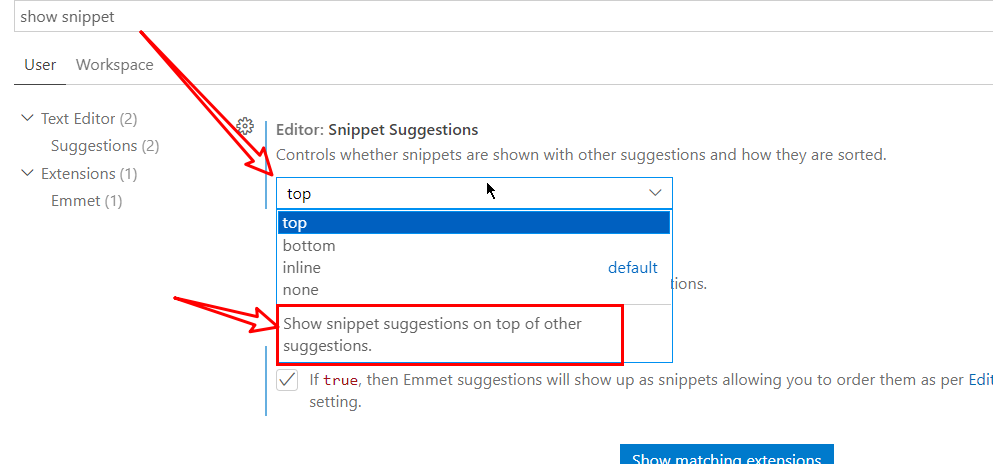 show snippet
User Workspace
Text Editor (2)
Suggestions (2)
Extensions (1)
Emmet (1)
Editor: Snippet Suggestions
Controls whether snippets are shown with other suggestions and how they are sorted.
top
top
bottom
inline default
none
tions.
Show snippet suggestions on top of other
suggestions.
If true, then Emmet suggestions will show up as snippets allowing you to order them as per Edit
setting.
Show matching extensions